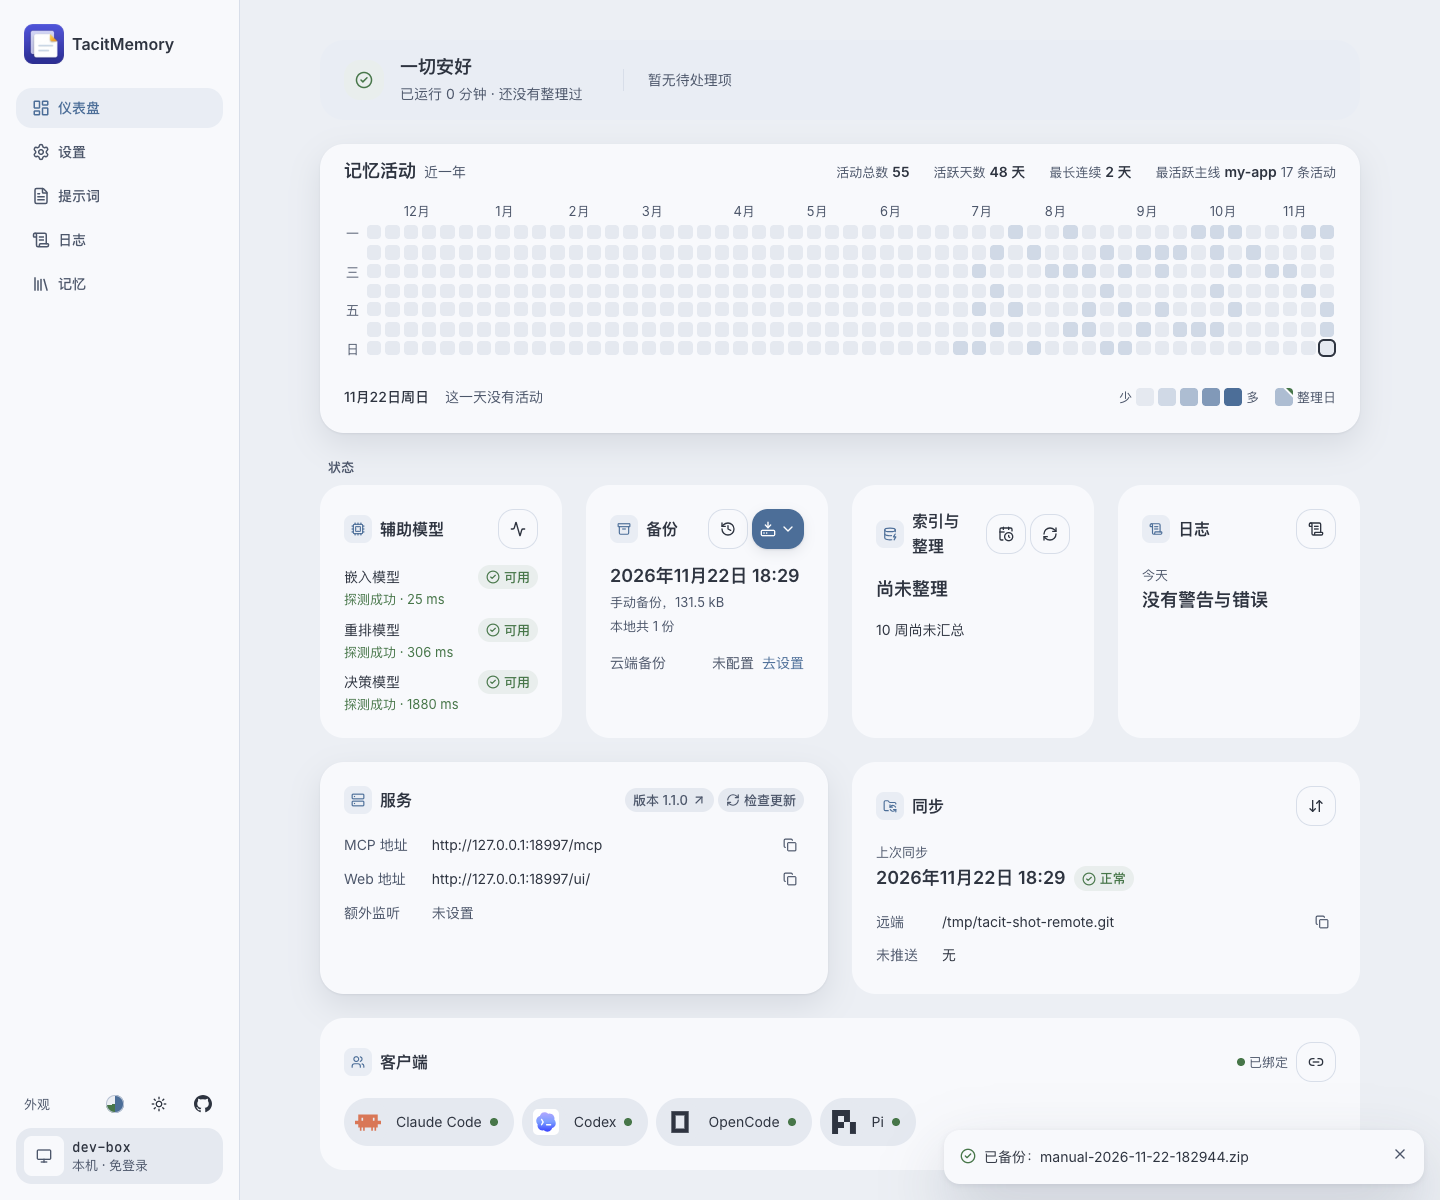 TacitMemory
仪表盘
设置
提示词
日志
记忆
外观
dev-box
本机 · 免登录
一切安好
已运行 0 分钟 · 还没有整理过
暂无待处理项
记忆活动 近一年
活动总数 55 活跃天数 48 天 最长连续 2 天 最活跃主线 my-app 17 条活动
12月 1月 2月 3月 4月 5月 6月 7月 8月 9月 10月 11月
一
三
五
日
11月22日周日 这一天没有活动
少 多 整理日
状态
辅助模型
嵌入模型 可用
探测成功 · 25 ms
重排模型 可用
探测成功 · 306 ms
决策模型 可用
探测成功 · 1880 ms
备份
2026年11月22日 18:29
手动备份，131.5 kB
本地共 1 份
云端备份 未配置 去设置
索引与
整理
尚未整理
10 周尚未汇总
日志
今天
没有警告与错误
服务
版本 1.1.0 检查更新
MCP 地址 http://127.0.0.1:18997/mcp
Web 地址 http://127.0.0.1:18997/ui/
额外监听 未设置
同步
上次同步
2026年11月22日 18:29 正常
远端 /tmp/tacit-shot-remote.git
未推送 无
客户端
已绑定
Claude Code Codex OpenCode Pi
已备份：manual-2026-11-22-182944.zip